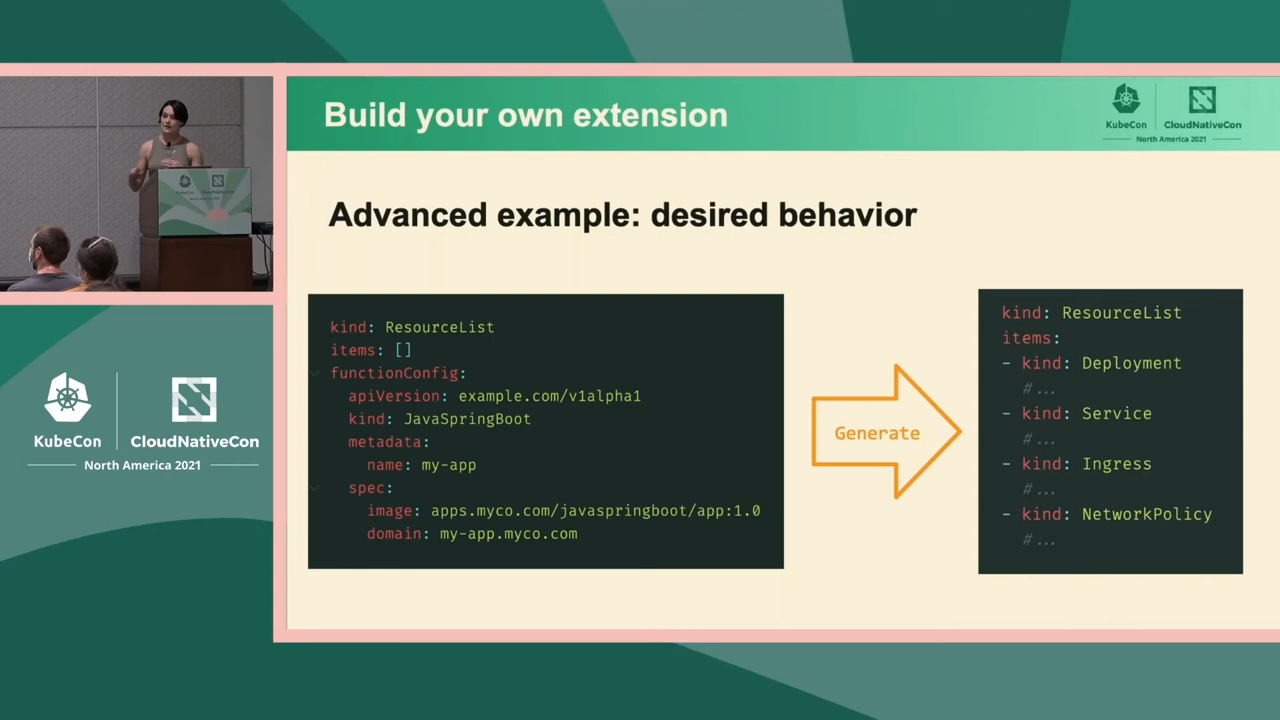 Build your own extension
KubeCon
CloudNativeCon
North America 2021
Advanced example: desired behavior
kind: ResourceList
items: []
functionConfig:
apiVersion: example.com/v1alpha1
kind: JavaSpringBoot
metadata:
name: my-app
spec:
image: apps.myco.com/javaspringboot/app:1.0
domain: my-app.myco.com
Generate
kind: ResourceList
items:
- kind: Deployment
#...
- kind: Service
#...
- kind: Ingress
#...
- kind: NetworkPolicy
#...
KubeCon
CloudNativeCon
North America 2021